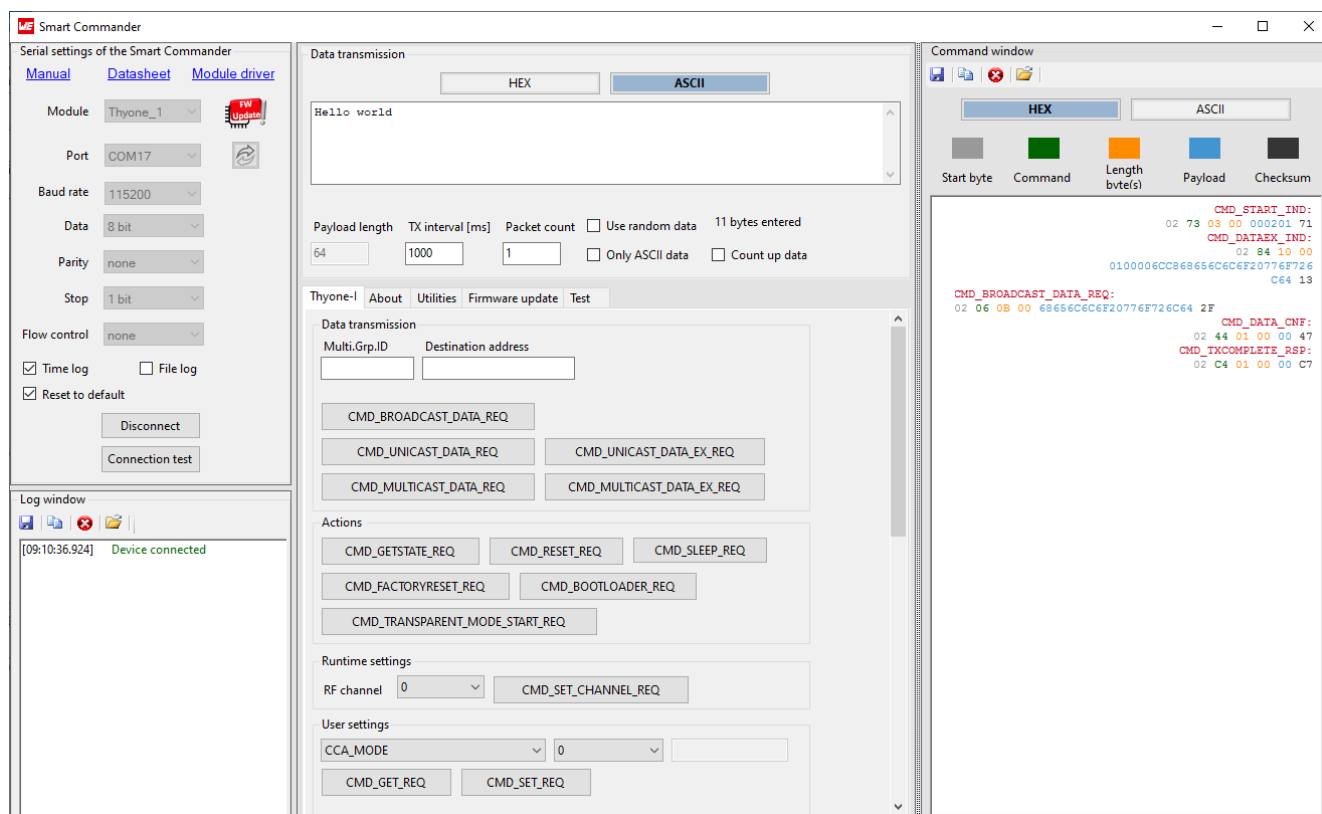 WE Smart Commander
Serial settings of the Smart Commander
Manual Datasheet Module driver
Module Thyone_1 FW Update!
Port COM17
Baud rate 115200
Data 8 bit
Parity none
Stop 1 bit
Flow control none
Time log File log
Reset to default
Disconnect
Connection test
Log window
[09:10:36.924] Device connected
Data transmission
HEX ASCII
Hello world
Payload length TX interval [ms] Packet count Use random data 11 bytes entered
64 1000 1 Only ASCII data Count up data
Thyone-I About Utilities Firmware update Test
Data transmission
Multi.Grp.ID Destination address
CMD_BROADCAST_DATA_REQ
CMD_UNICAST_DATA_REQ CMD_UNICAST_DATA_EX_REQ
CMD_MULTICAST_DATA_REQ CMD_MULTICAST_DATA_EX_REQ
Actions
CMD_GETSTATE_REQ CMD_RESET_REQ CMD_SLEEP_REQ
CMD_FACTORYRESET_REQ CMD_BOOTLOADER_REQ
CMD_TRANSPARENT_MODE_START_REQ
Runtime settings
RF channel 0 CMD_SET_CHANNEL_REQ
User settings
CCA_MODE 0
CMD_GET_REQ CMD_SET_REQ
Command window
HEX ASCII
Start byte Command Length byte(s) Payload Checksum
CMD_START_IND:
02 73 03 00 000201 71
CMD_DATAEX_IND:
02 84 10 00
0100006CC868656C6C6F20776F726
C64 13
CMD_BROADCAST_DATA_REQ:
02 06 0B 00 68656C6C6F20776F726C64 2F
CMD_DATA_CNF:
02 44 01 00 00 47
CMD_TXCOMPLETE_RSP:
02 C4 01 00 00 C7